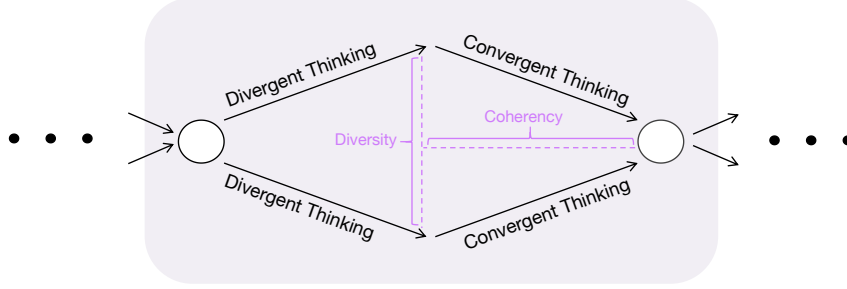 Divergent Thinking
Convergent Thinking
Coherency
Diversity
Divergent Thinking
Convergent Thinking